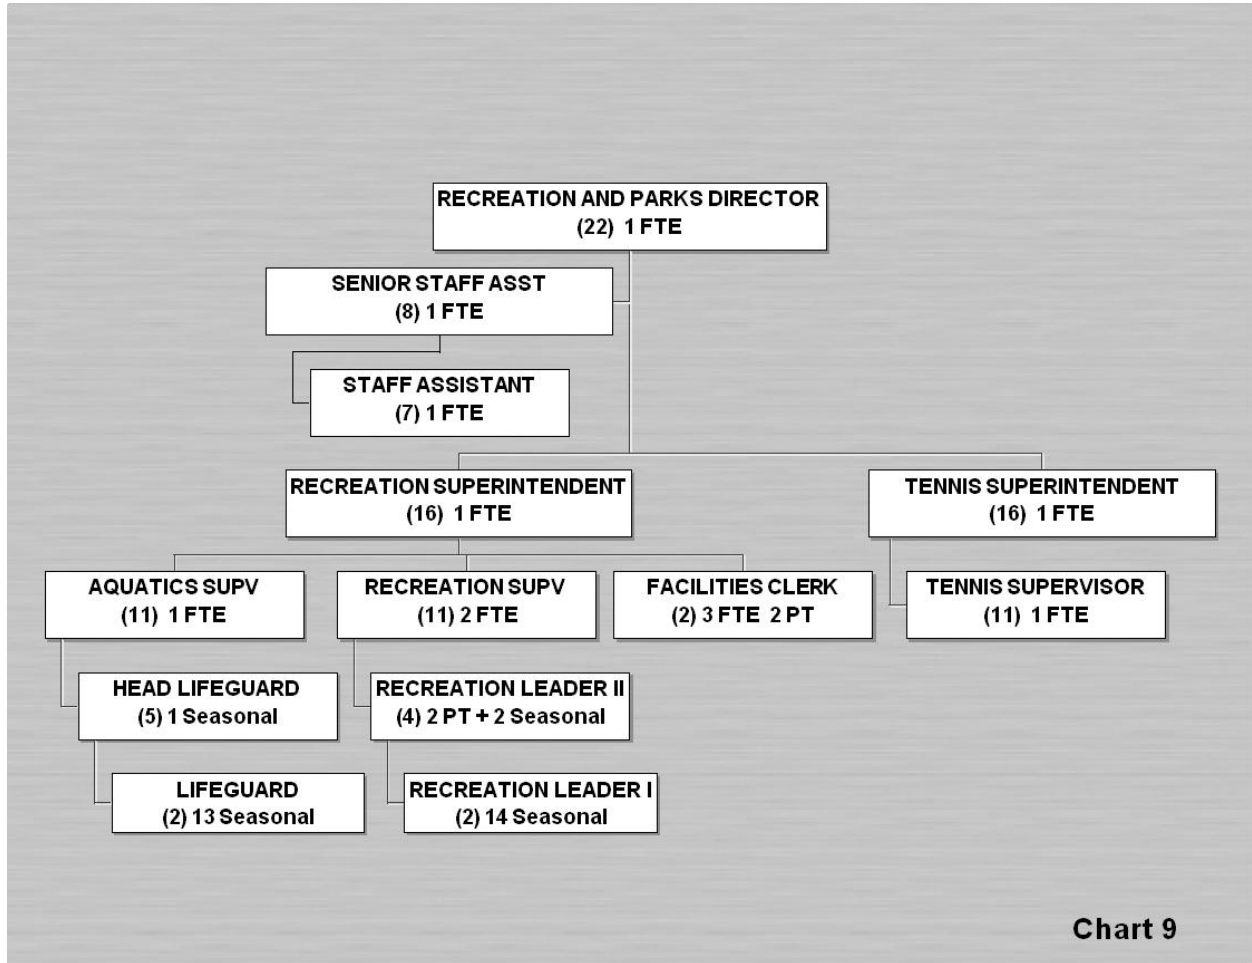 RECREATION AND PARKS DIRECTOR
(22) 1 FTE
SENIOR STAFF ASST
(8) 1 FTE
STAFF ASSISTANT
(7) 1 FTE
RECREATION SUPERINTENDENT
(16) 1 FTE
TENNIS SUPERINTENDENT
(16) 1 FTE
AQUATICS SUPV
(11) 1 FTE
RECREATION SUPV
(11) 2 FTE
FACILITIES CLERK
(2) 3 FTE 2 PT
TENNIS SUPERVISOR
(11) 1 FTE
HEAD LIFEGUARD
(5) 1 Seasonal
RECREATION LEADER II
(4) 2 PT + 2 Seasonal
LIFEGUARD
(2) 13 Seasonal
RECREATION LEADER I
(2) 14 Seasonal
Chart 9